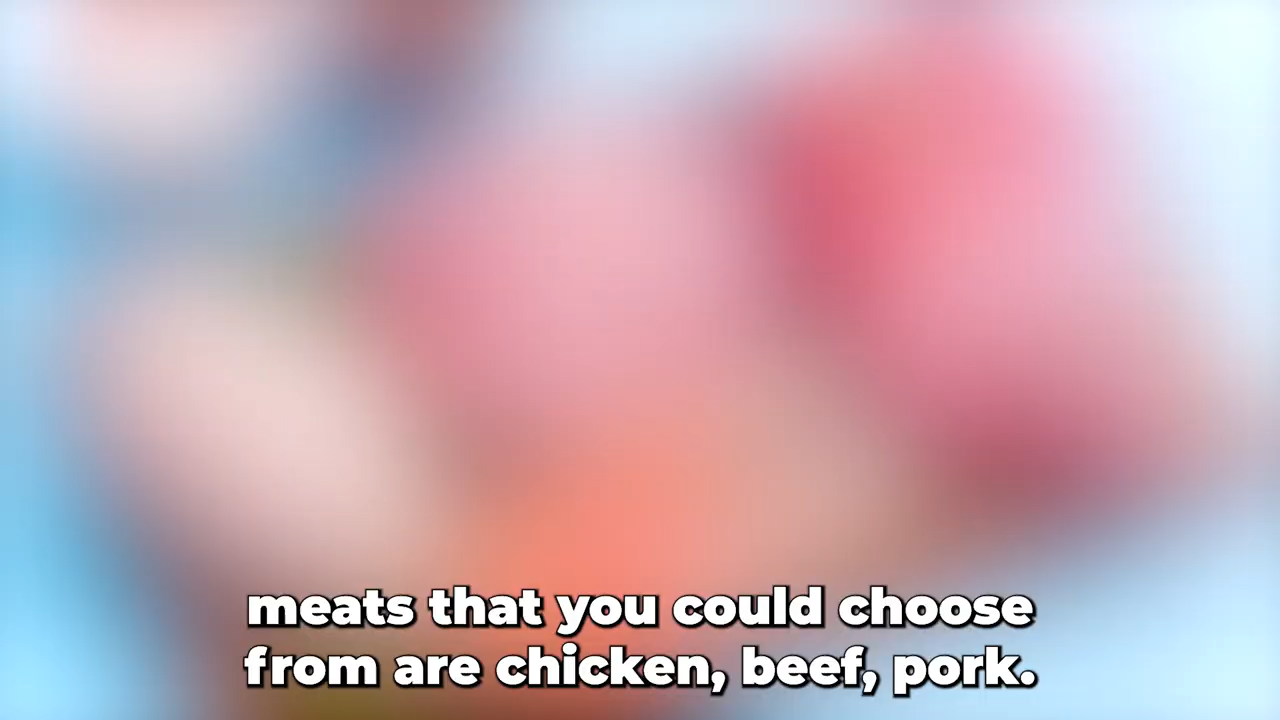 meats that you could choose
from are chicken, beef, pork.